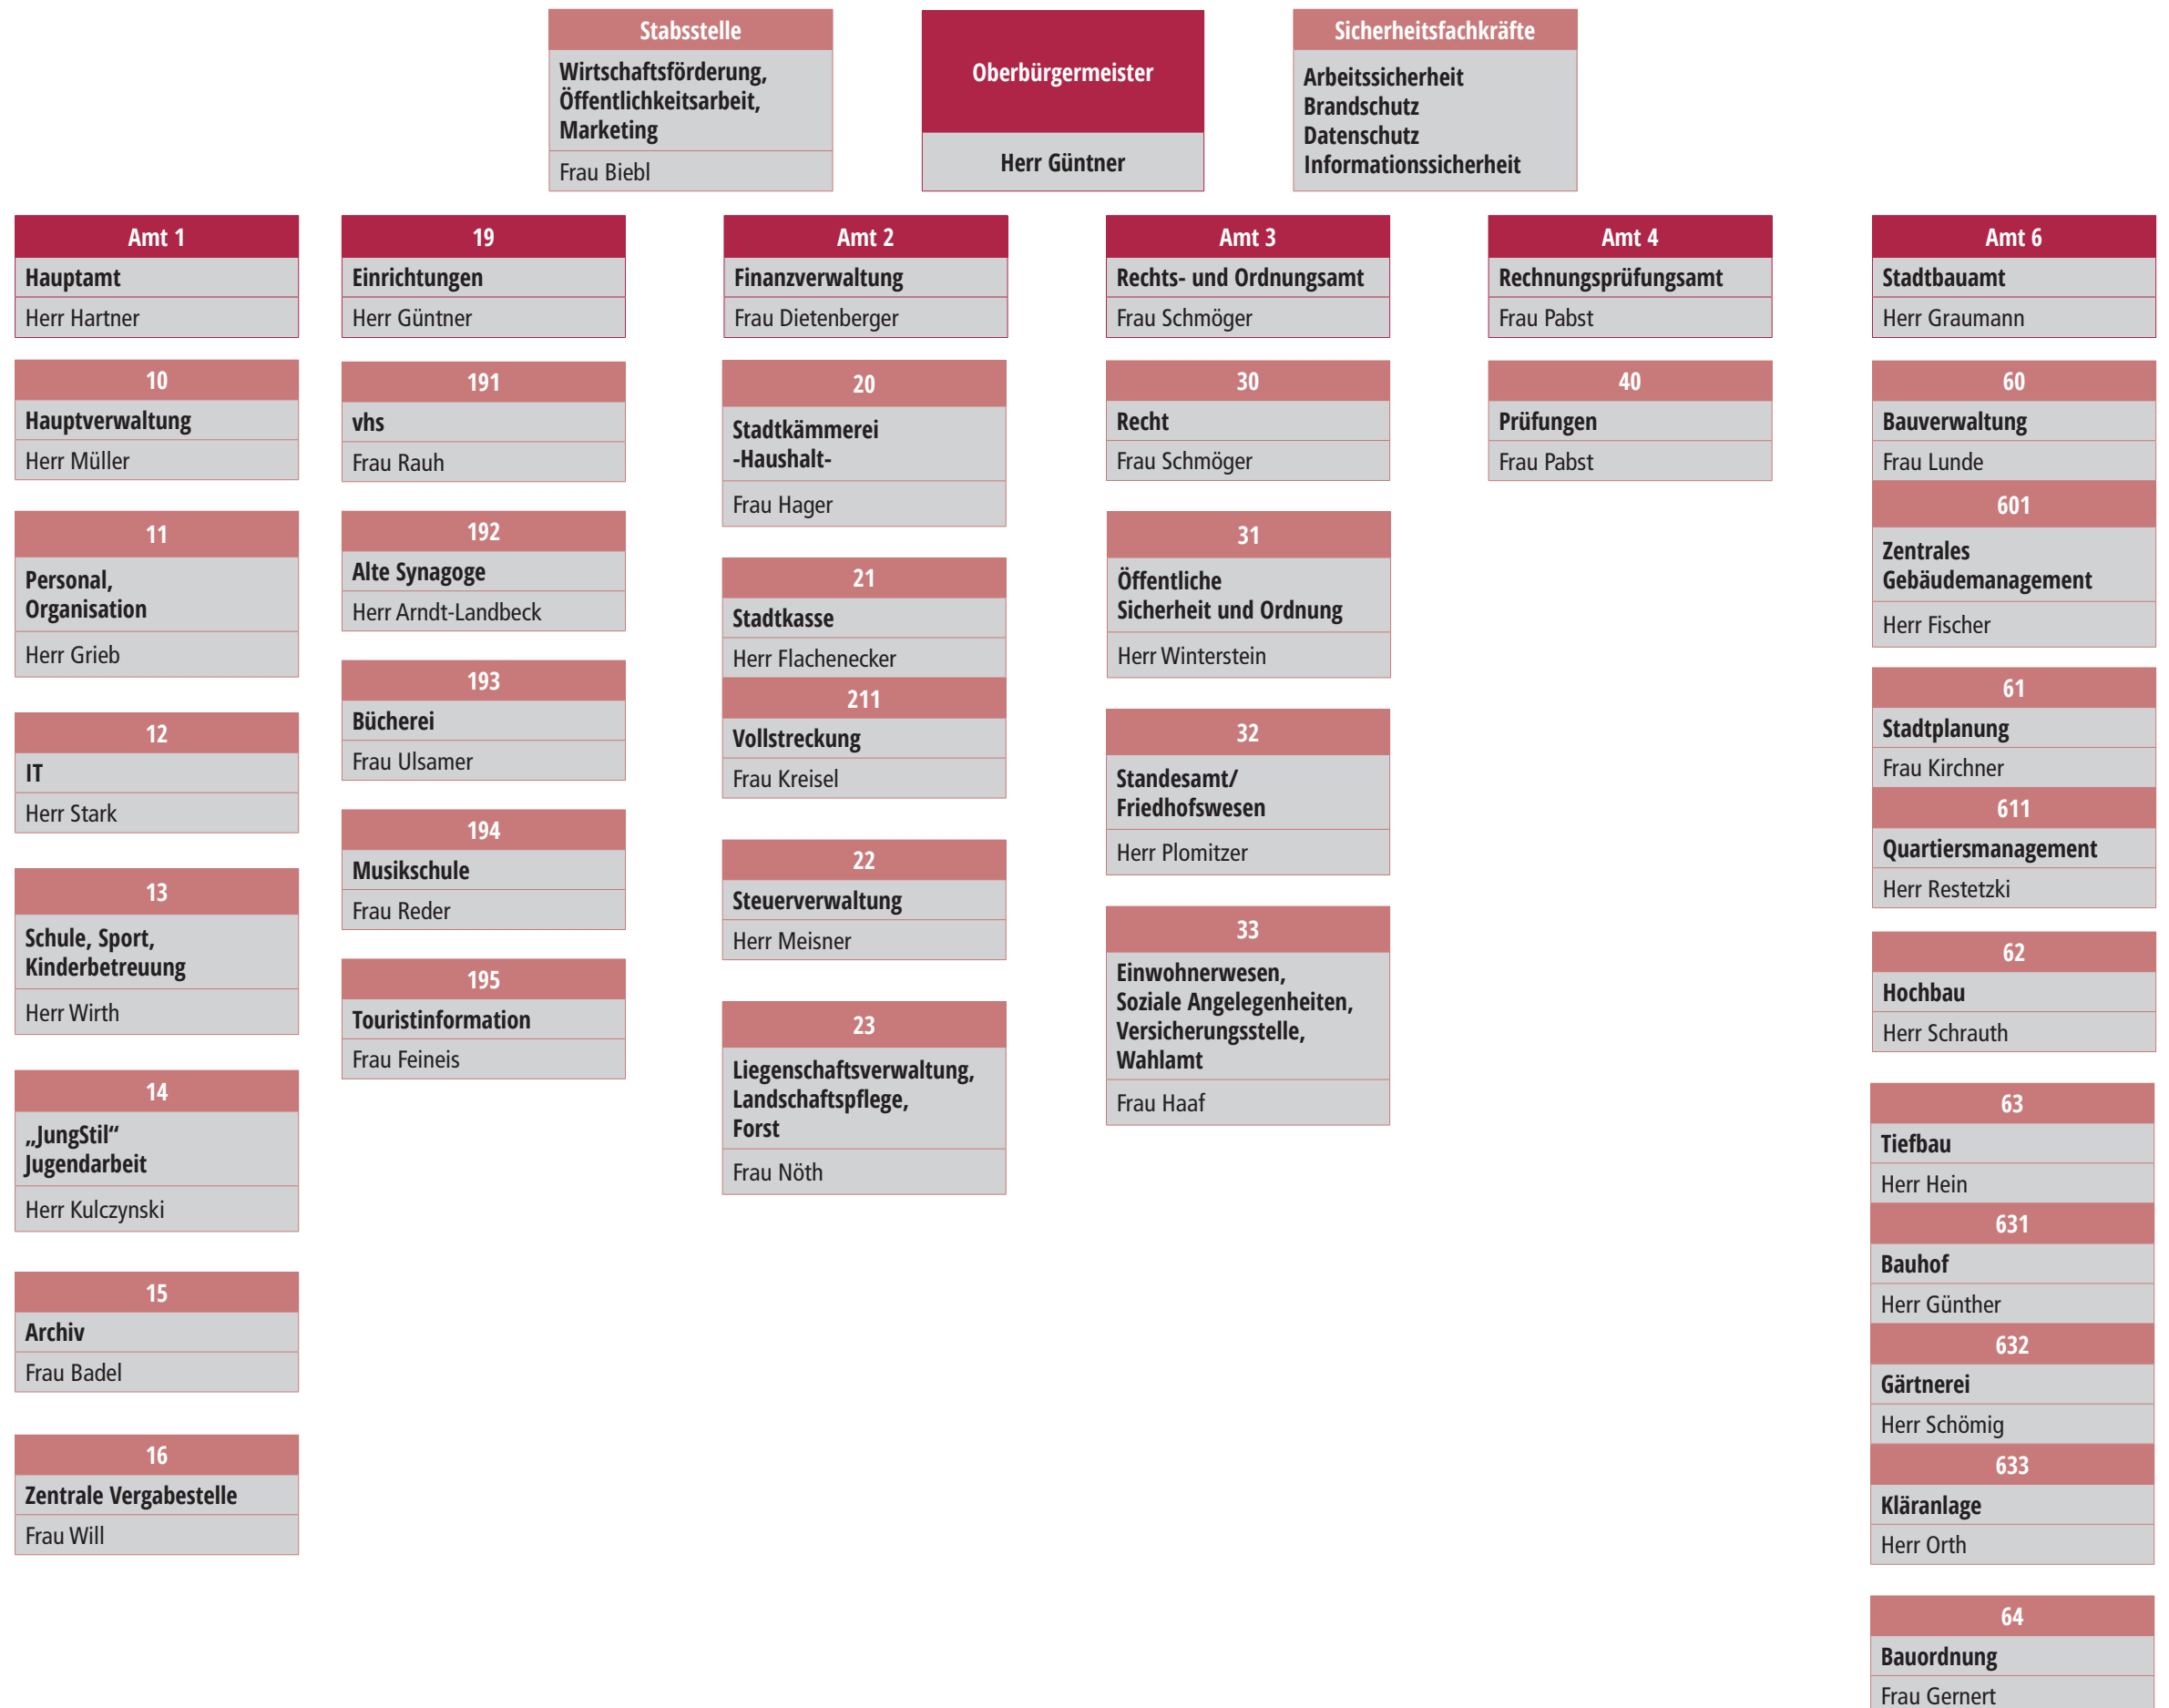 Stabsstelle
Wirtschaftsförderung,
Öffentlichkeitsarbeit,
Marketing
Frau Biebl
Oberbürgermeister
Herr Güntner
Sicherheitsfachkräfte
Arbeitssicherheit
Brandschutz
Datenschutz
Informationssicherheit
Amt 1
Hauptamt
Herr Hartner
10
Hauptverwaltung
Herr Müller
11
Personal,
Organisation
Herr Grieb
12
IT
Herr Stark
13
Schule, Sport,
Kinderbetreuung
Herr Wirth
14
„JungStil“
Jugendarbeit
Herr Kulczynski
15
Archiv
Frau Badel
16
Zentrale Vergabestelle
Frau Will
19
Einrichtungen
Herr Güntner
191
vhs
Frau Rauh
192
Alte Synagoge
Herr Arndt-Landbeck
193
Bücherei
Frau Ulsamer
194
Musikschule
Frau Reder
195
Touristinformation
Frau Feineis
Amt 2
Finanzverwaltung
Frau Dietenberger
20
Stadtkämmerei
-Haushalt-
Frau Hager
21
Stadtkasse
Herr Flachenecker
211
Vollstreckung
Frau Kreisel
22
Steuerverwaltung
Herr Meisner
23
Liegenschaftsverwaltung,
Landschaftspflege,
Forst
Frau Nöth
Amt 3
Rechts- und Ordnungsamt
Frau Schmöger
30
Recht
Frau Schmöger
31
Öffentliche
Sicherheit und Ordnung
Herr Winterstein
32
Standesamt/
Friedhofswesen
Herr Plomitzer
33
Einwohnerwesen,
Soziale Angelegenheiten,
Versicherungsstelle,
Wahlamt
Frau Haaf
Amt 4
Rechnungsprüfungsamt
Frau Pabst
40
Prüfungen
Frau Pabst
Amt 6
Stadtbauamt
Herr Graumann
60
Bauverwaltung
Frau Lunde
601
Zentrales
Gebäudemanagement
Herr Fischer
61
Stadtplanung
Frau Kirchner
611
Quartiersmanagement
Herr Restetzki
62
Hochbau
Herr Schrauth
63
Tiefbau
Herr Hein
631
Bauhof
Herr Günther
632
Gärtnerei
Herr Schömig
633
Kläranlage
Herr Orth
64
Bauordnung
Frau Gernert